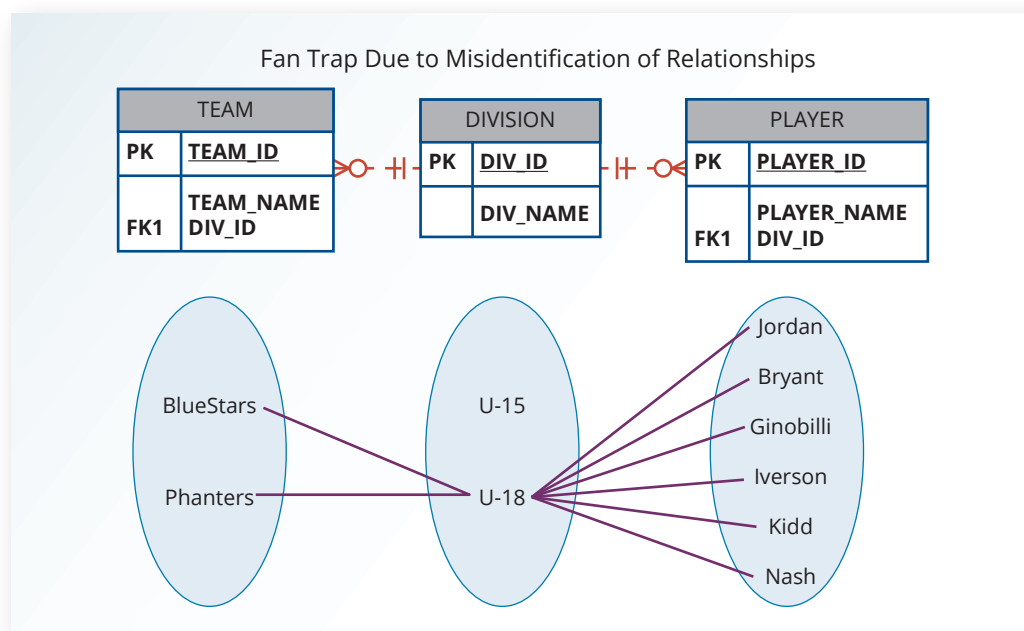 Fan Trap Due to Misidentification of Relationships
TEAM
PK TEAM_ID
TEAM_NAME
FK1 DIV_ID
DIVISION
PK DIV_ID
DIV_NAME
PLAYER
PK PLAYER_ID
PLAYER_NAME
FK1 DIV_ID
BlueStars
Phanters
U-15
U-18
Jordan
Bryant
Ginobilli
Iverson
Kidd
Nash